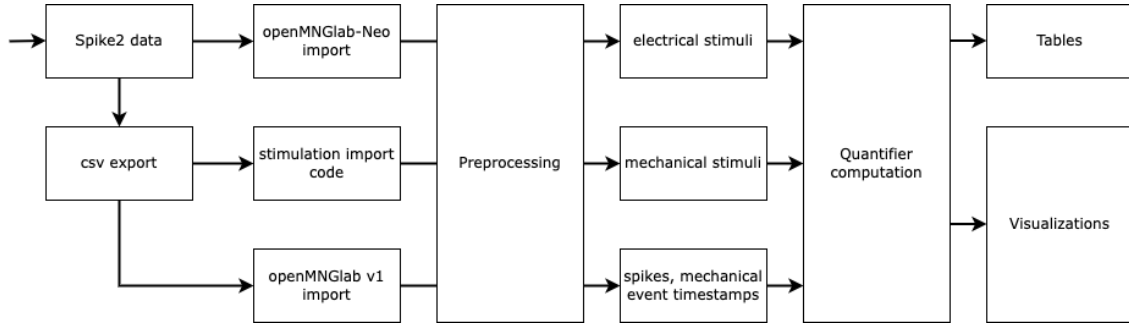 Spike2 data
openMNGlab-Neo
import
electrical stimuli
Tables
csv export
stimulation import
code
Preprocessing
mechanical stimuli
Quantifier
computation
Visualizations
openMNGlab v1
import
spikes, mechanical
event timestamps